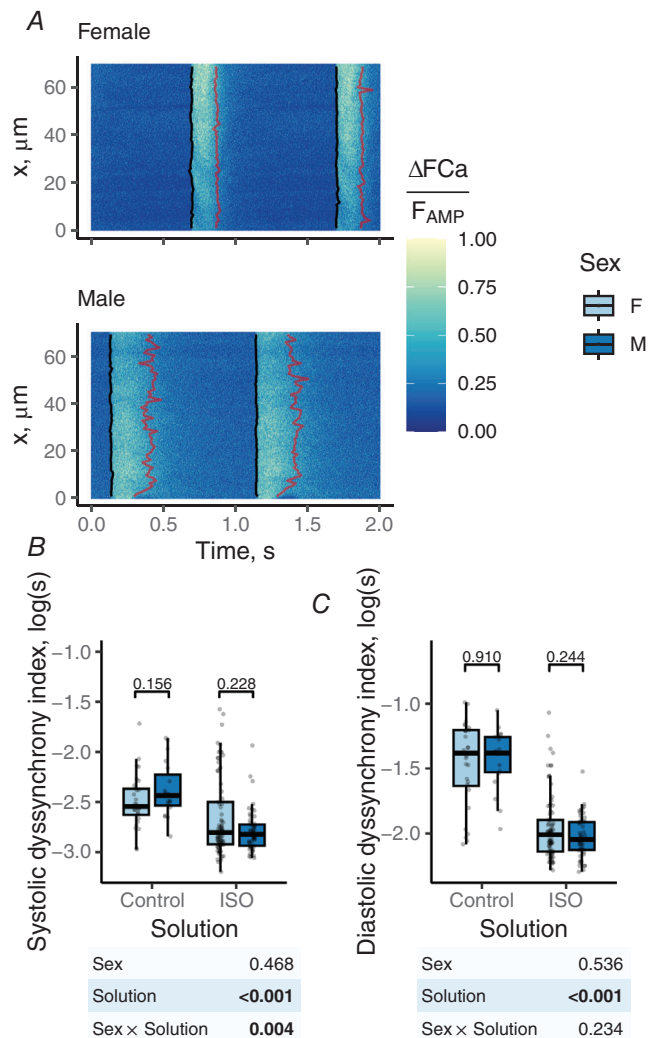 A
Female
x, μm
60
40
20
0
Male
x, μm
60
40
20
0
0.0 0.5 1.0 1.5 2.0
Time, s
ΔFCa
F_AMP
1.00
0.75
0.50
0.25
0.00
Sex
F
M
B
Systolic dyssynchrony index, log(s)
−1.0
−1.5
−2.0
−2.5
−3.0
0.156 0.228
Control ISO
Solution
Sex 0.468
Solution <0.001
Sex × Solution 0.004
C
Diastolic dyssynchrony index, log(s)
−1.0
−1.5
−2.0
0.910 0.244
Control ISO
Solution
Sex 0.536
Solution <0.001
Sex × Solution 0.234